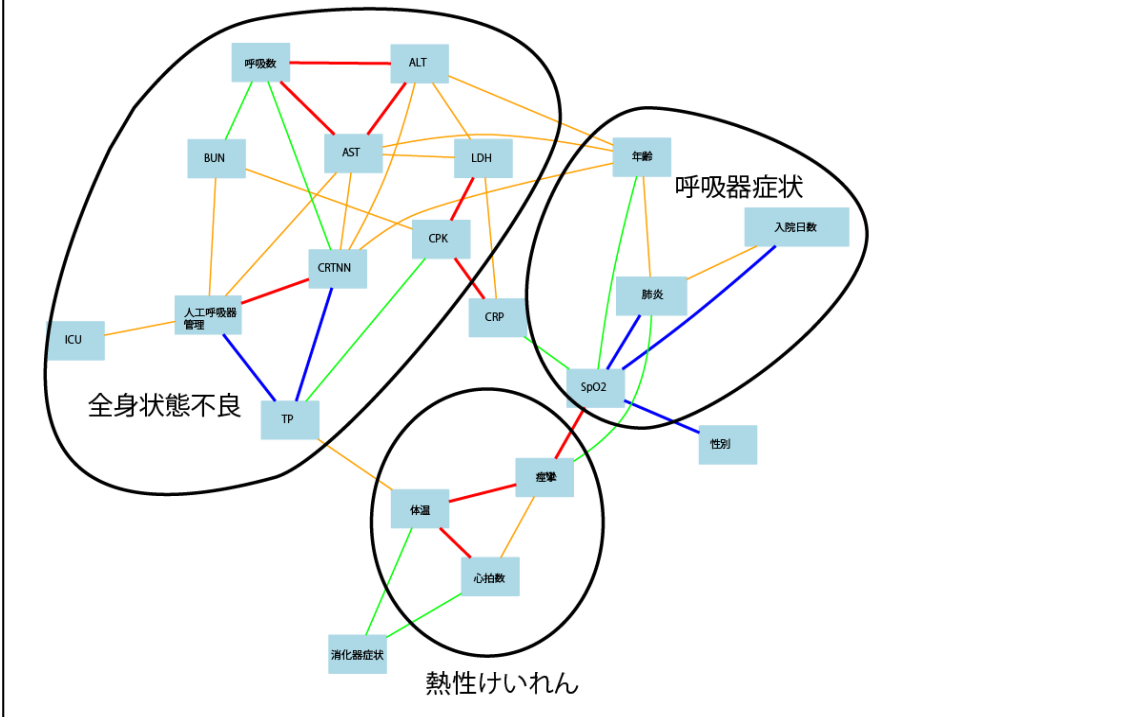 呼吸数
ALT
BUN
AST
LDH
年齢
呼吸器症状
入院日数
CPK
CRTNN
肺炎
人工呼吸器
管理
CRP
ICU
SpO2
全身状態不良
TP
性別
痙攣
体温
心拍数
消化器症状
熱性けいれん